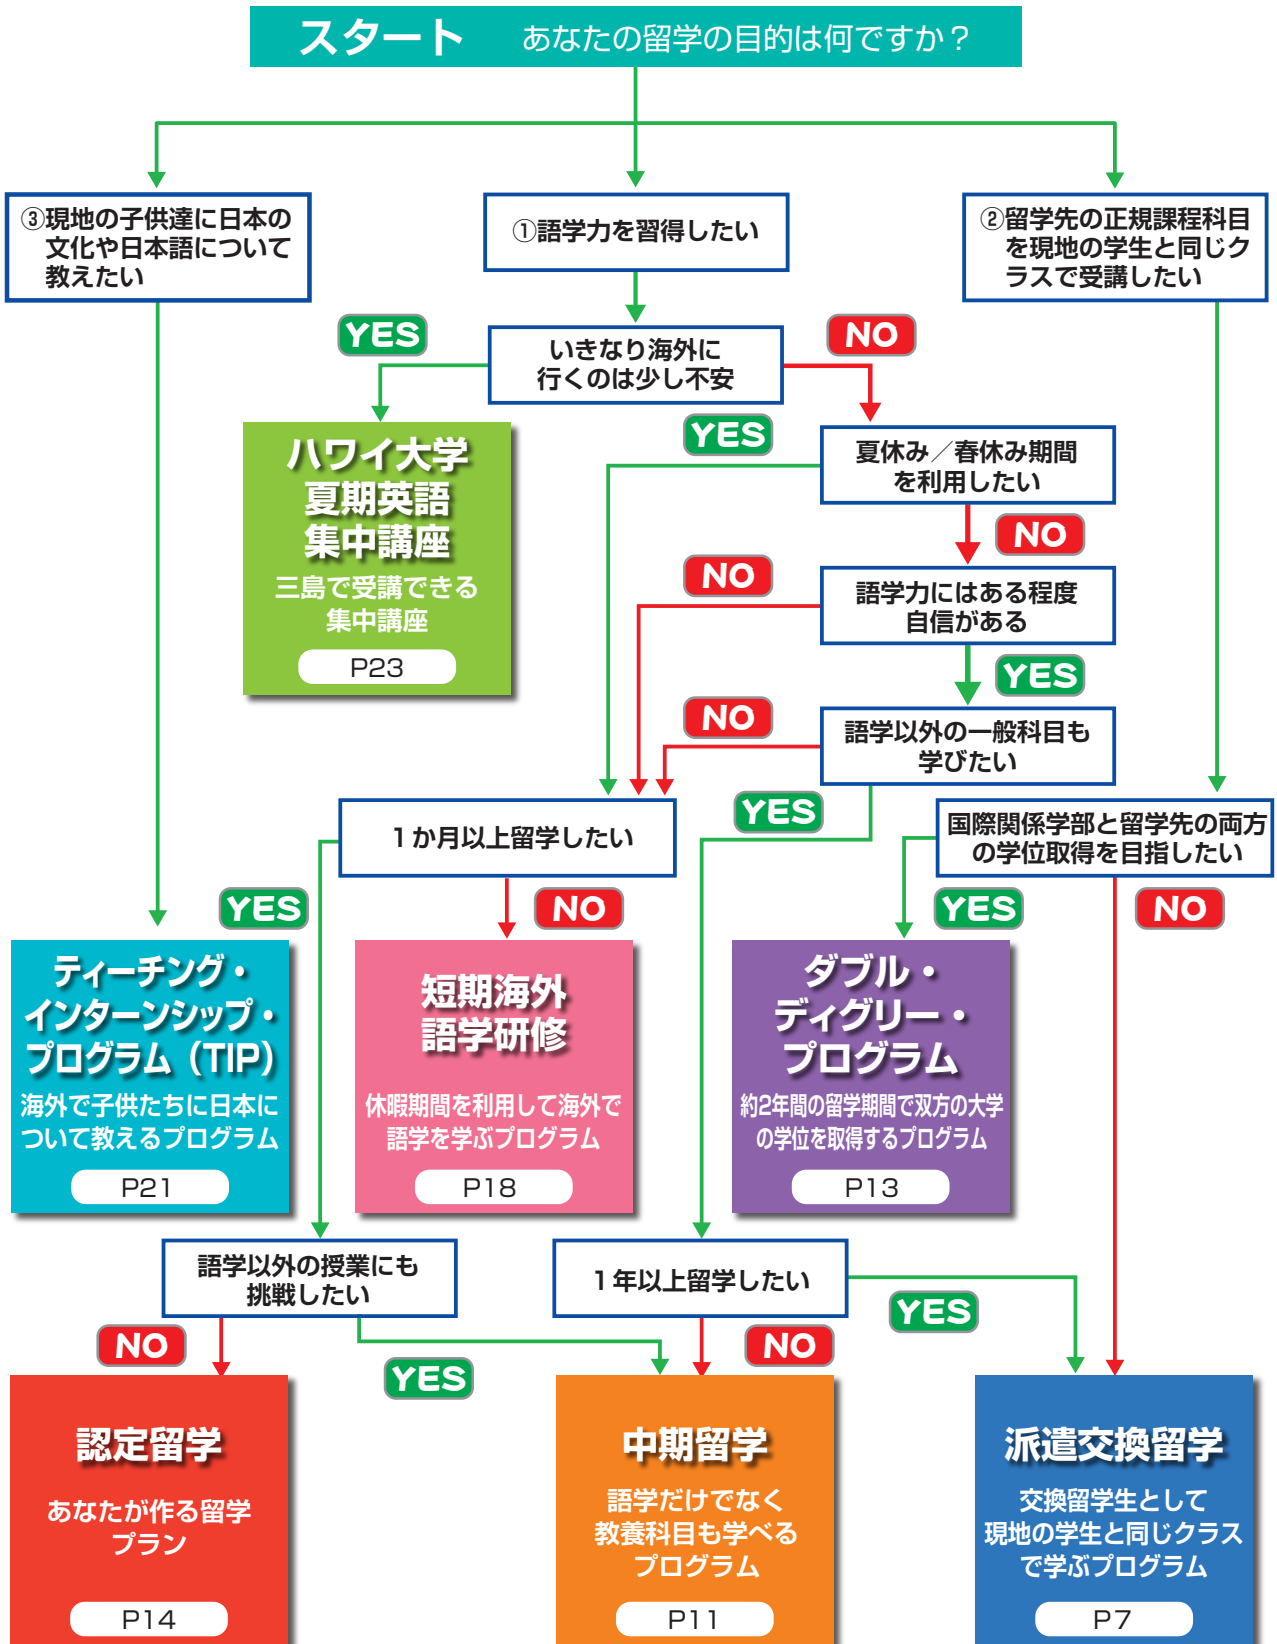 スタート　あなたの留学の目的は何ですか？
③現地の子供達に日本の
文化や日本語について
教えたい
①語学力を習得したい
②留学先の正規課程科目
を現地の学生と同じク
ラスで受講したい
YES
いきなり海外に
行くのは少し不安
NO
ハワイ大学
夏期英語
集中講座
三島で受講できる
集中講座
P23
YES
夏休み／春休み期間
を利用したい
NO
NO
語学力にはある程度
自信がある
YES
NO
語学以外の一般科目も
学びたい
YES
１か月以上留学したい
国際関係学部と留学先の両方
の学位取得を目指したい
YES
NO
YES
NO
ティーチング・
インターンシップ・
プログラム（TIP）
海外で子供たちに日本に
ついて教えるプログラム
P21
短期海外
語学研修
休暇期間を利用して海外で
語学を学ぶプログラム
P18
ダブル・
ディグリー・
プログラム
約2年間の留学期間で双方の大学
の学位を取得するプログラム
P13
語学以外の授業にも
挑戦したい
１年以上留学したい
NO
YES
NO
YES
認定留学
あなたが作る留学
プラン
P14
中期留学
語学だけでなく
教養科目も学べる
プログラム
P11
派遣交換留学
交換留学生として
現地の学生と同じクラス
で学ぶプログラム
P7